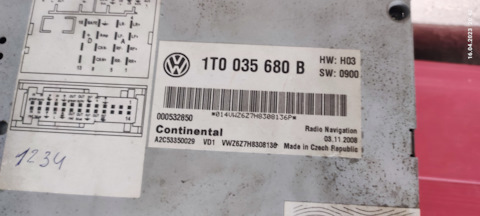 1T0 035 680 B
HW: H03
SW: 0900
*014VWZ6Z7H8308136P*
000532850
Continental
Radio Navigation
03.11.2008
A2C53350029 VD1 VWZ6Z7H8308136
Made in Czech Republic
1234
16.04.2023